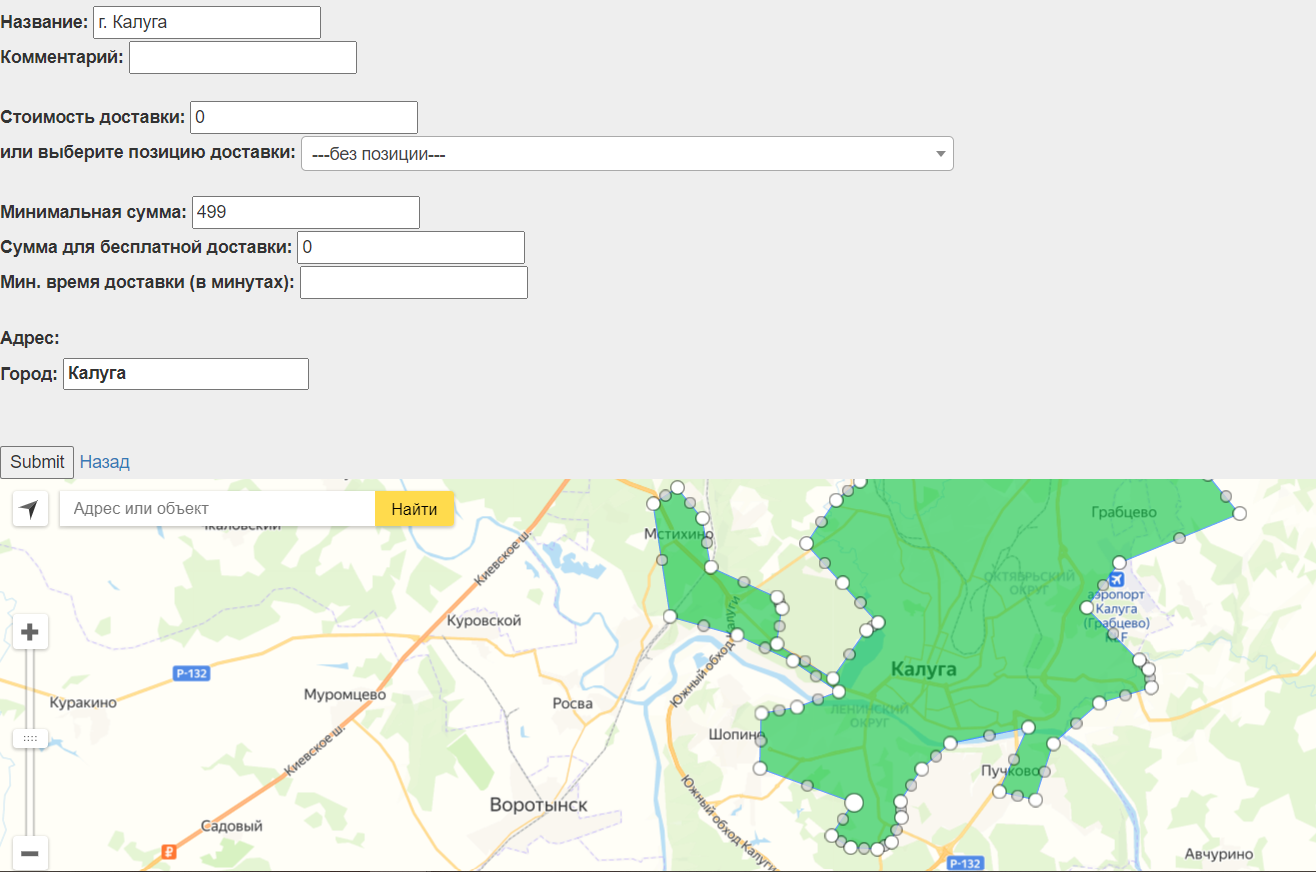 Название: г. Калуга
Комментарий:
Стоимость доставки: 0
или выберите позицию доставки: ---без позиции---
Минимальная сумма: 499
Сумма для бесплатной доставки: 0
Мин. время доставки (в минутах):
Адрес:
Город: Калуга
Submit Назад
Адрес или объект Найти
Грабцево
Мстихино
Киевское ш.
ОКТЯБРЬСКИЙ
ОКРУГ
аэропорт
Калуга
(Грабцево)
Куровской
Южный обход Калуги
Р-132
Калуга
Муромцево
Куракино
Росва
ЛЕНИНСКИЙ
ОКРУГ
Шопино
Киевское ш.
Пучково
Южный обход Калуги
Воротынск
Садовый
₽
Авчурино
Р-132